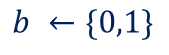 b ← {0,1}